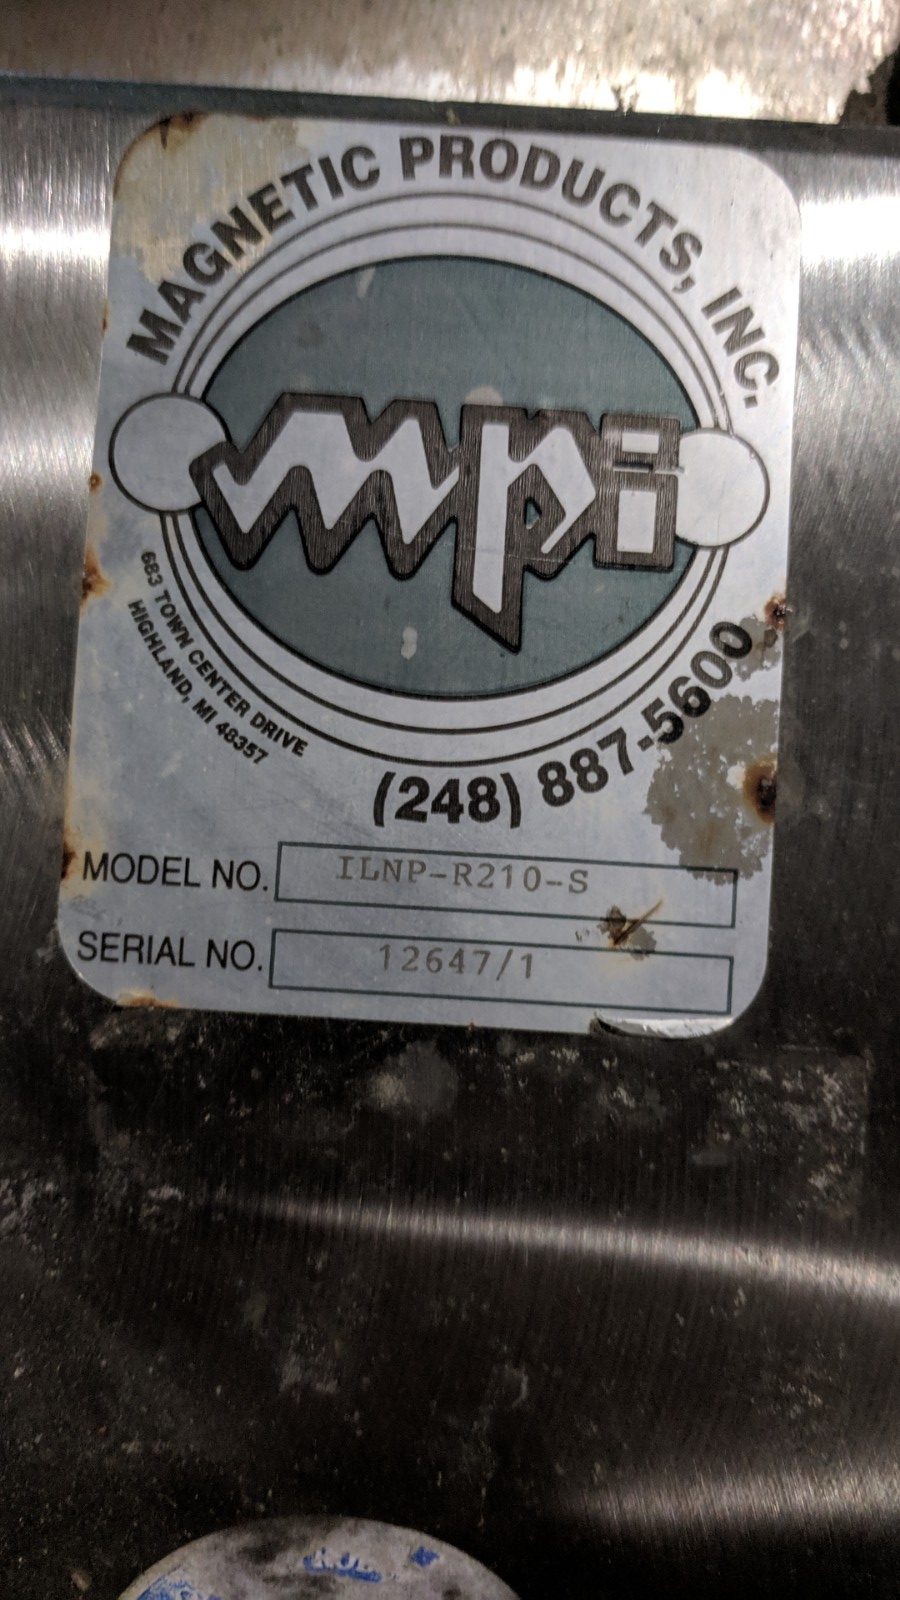 MAGNETIC PRODUCTS, INC.
mpi
683 TOWN CENTER DRIVE
HIGHLAND, MI 48357
(248) 887-5600
MODEL NO. ILNP-R210-S
SERIAL NO. 12647/1